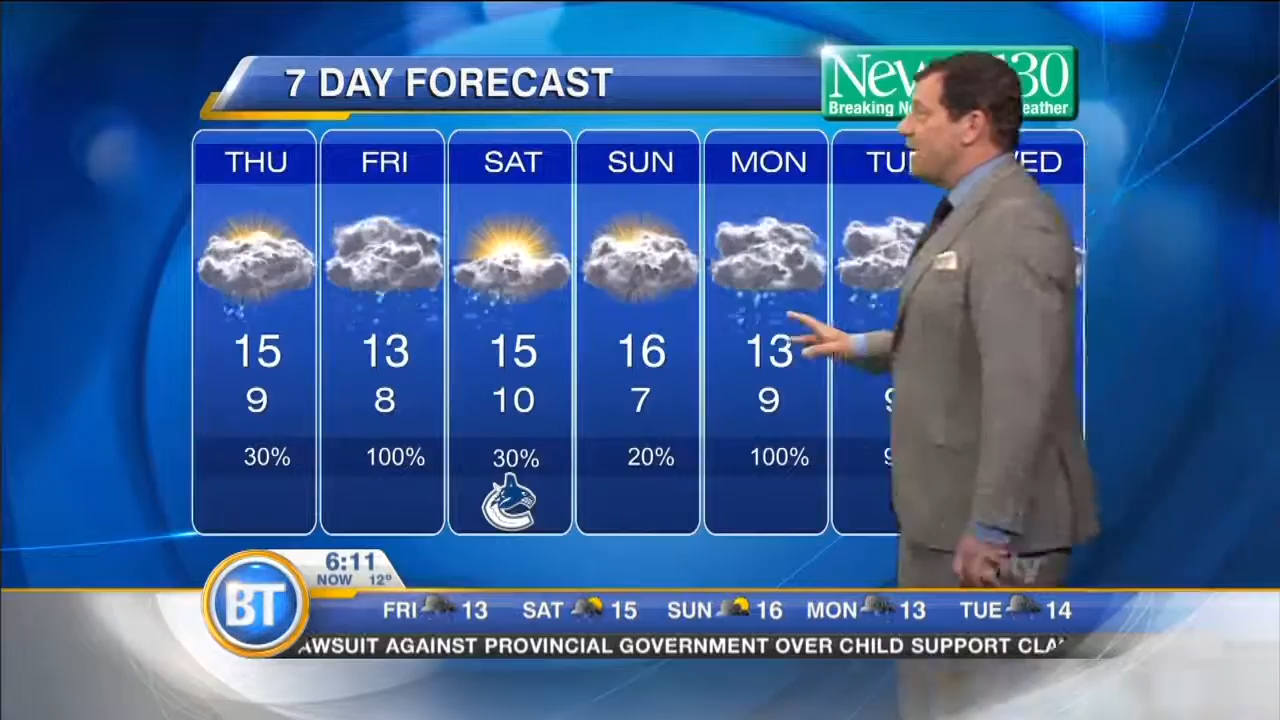 7 DAY FORECAST
130
Breaking
THU FRI SAT SUN MON
15 13 15 16 13
9 8 10 7 9
30% 100% 30% 20% 100%
6:11
NOW 12°
BT
FRI 13 SAT 15 SUN 16 MON 13 TUE 14
AGAINST PROVINCIAL GOVERNMENT OVER CHILD SUPPORT